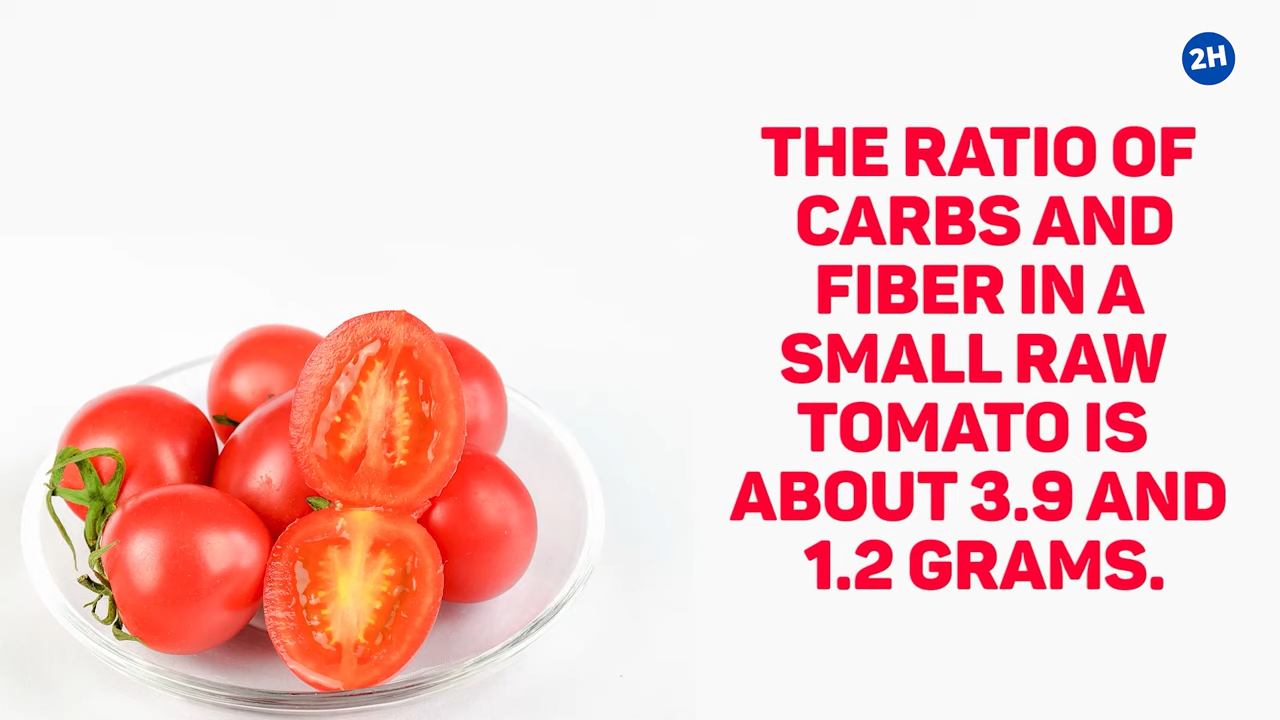 2H
THE RATIO OF
CARBS AND
FIBER IN A
SMALL RAW
TOMATO IS
ABOUT 3.9 AND
1.2 GRAMS.